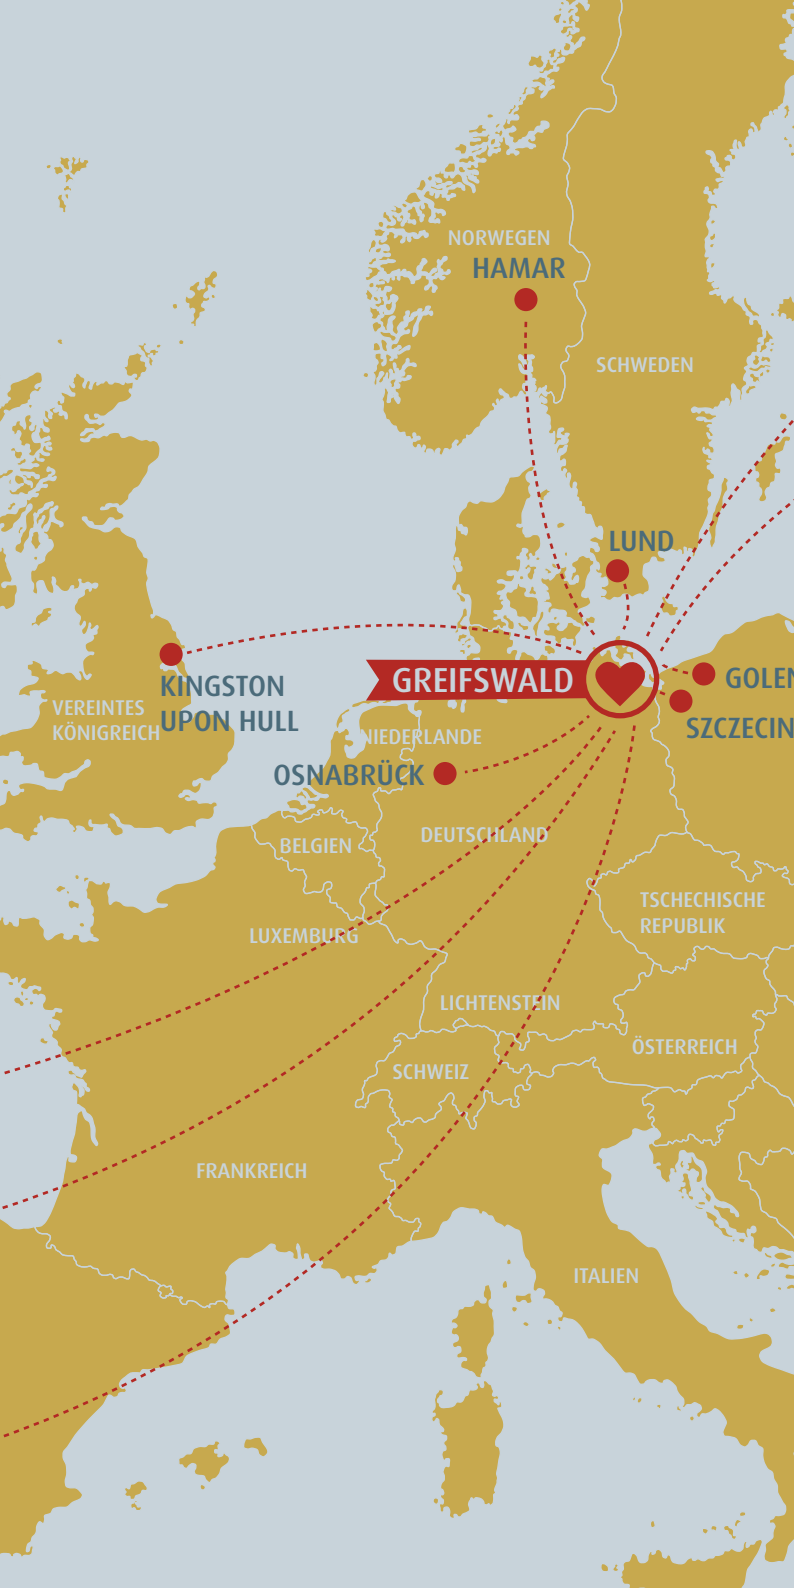 NORWEGEN
HAMAR
SCHWEDEN
LUND
GREIFSWALD
GOLEN
KINGSTON
UPON HULL
VEREINTES
KÖNIGREICH
SZCZECIN
NIEDERLANDE
OSNABRÜCK
DEUTSCHLAND
BELGIEN
TSCHECHISCHE
REPUBLIK
LUXEMBURG
LICHTENSTEIN
ÖSTERREICH
SCHWEIZ
FRANKREICH
ITALIEN